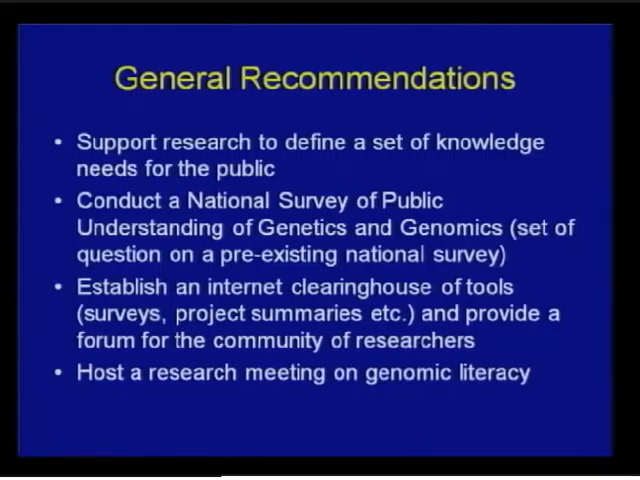 General Recommendations
• Support research to define a set of knowledge
needs for the public
• Conduct a National Survey of Public
Understanding of Genetics and Genomics (set of
question on a pre-existing national survey)
• Establish an internet clearinghouse of tools
(surveys, project summaries etc.) and provide a
forum for the community of researchers
• Host a research meeting on genomic literacy